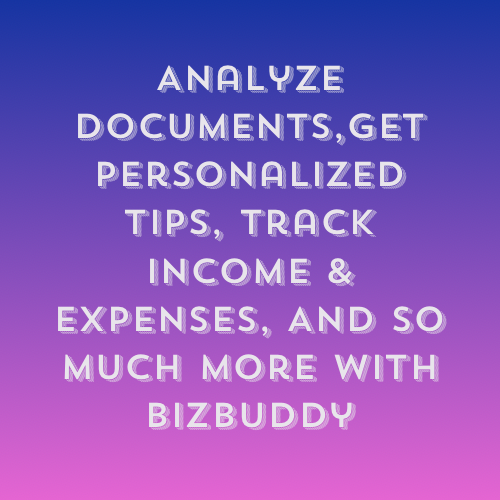 ANALYZE
DOCUMENTS,GET
PERSONALIZED
TIPS, TRACK
INCOME &
EXPENSES, AND SO
MUCH MORE WITH
BIZBUDDY